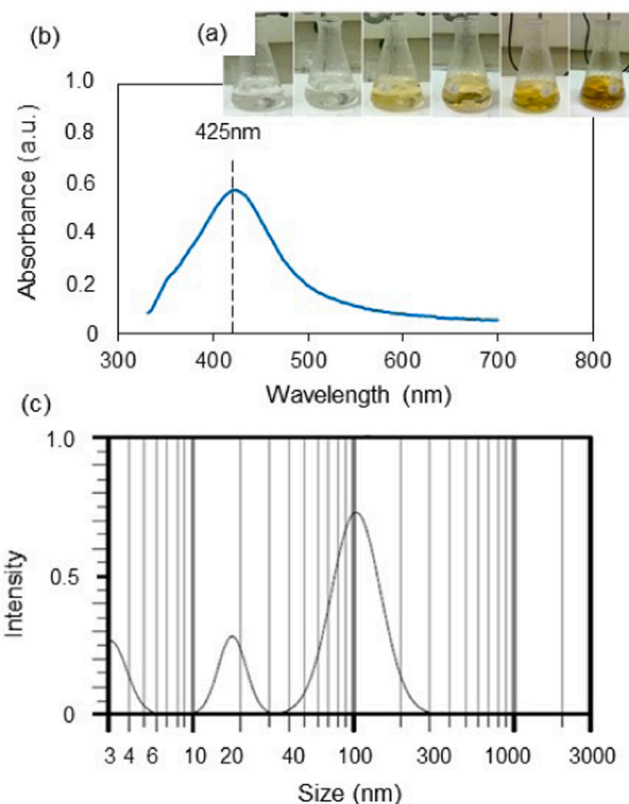 (b)
(a)
1.0
0.8
0.6
0.4
0.2
0
Absorbance (a.u.)
425nm
300 400 500 600 700 800
Wavelength (nm)
(c)
1.0
0.5
0
Intensity
3 4 6 10 20 40 100 300 1000 3000
Size (nm)